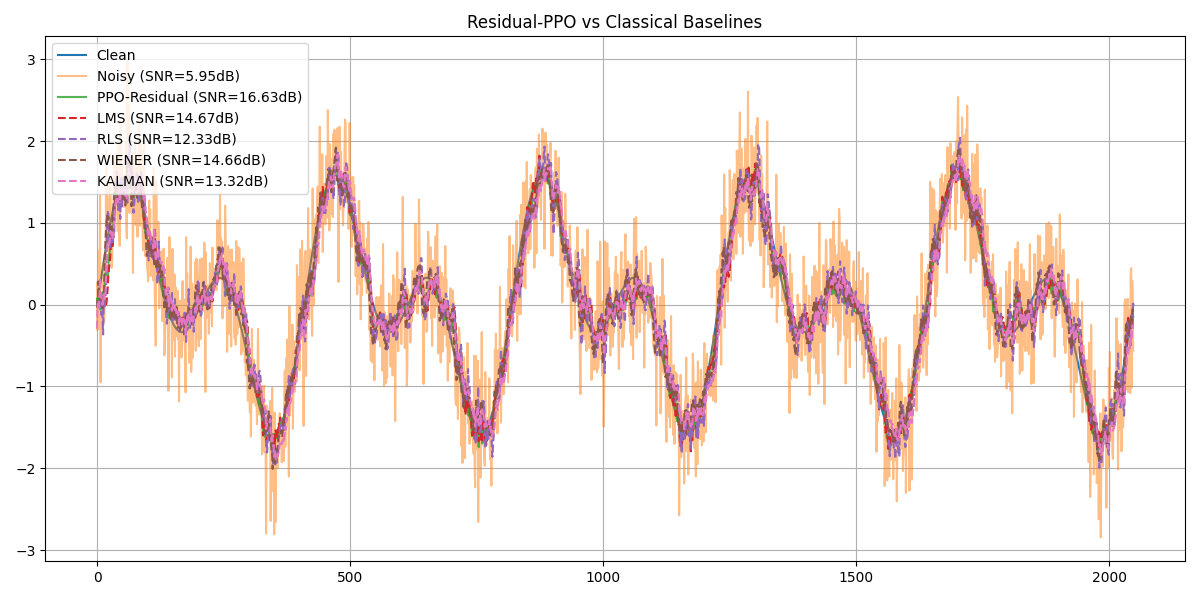 Residual-PPO vs Classical Baselines
Clean
Noisy (SNR=5.95dB)
PPO-Residual (SNR=16.63dB)
LMS (SNR=14.67dB)
RLS (SNR=12.33dB)
WIENER (SNR=14.66dB)
KALMAN (SNR=13.32dB)
3
2
1
0
−1
−2
−3
0 500 1000 1500 2000